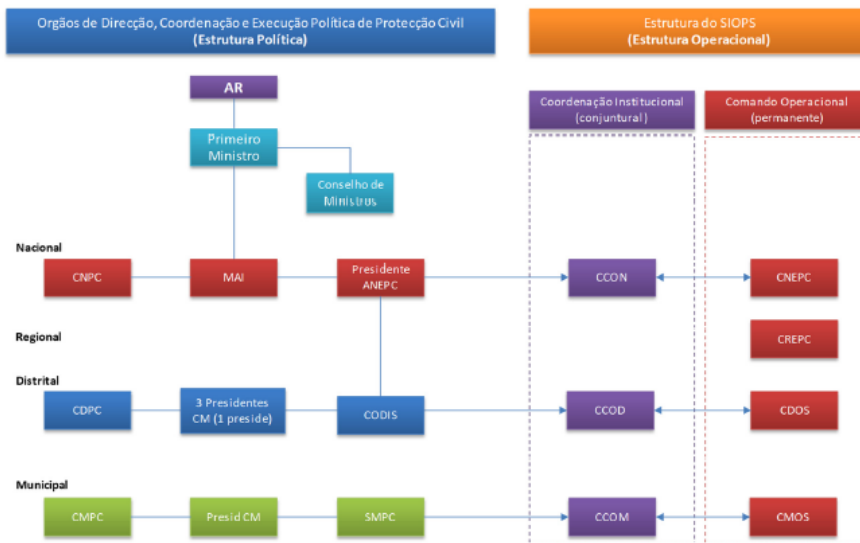 Orgãos de Direcção, Coordenação e Execução Política de Protecção Civil
(Estrutura Política)
Estrutura do SIOPS
(Estrutura Operacional)
AR
Coordenação Institucional
(conjuntural)
Comando Operacional
(permanente)
Primeiro
Ministro
Conselho de
Ministros
Nacional
CNPC
MAI
Presidente
ANEPC
CCON
CNEPC
CREPC
Regional
Distrital
CDPC
3 Presidentes
CM (1 preside)
CODIS
CCOD
CDOS
Municipal
CMPC
Presid CM
SMPC
CCOM
CMOS